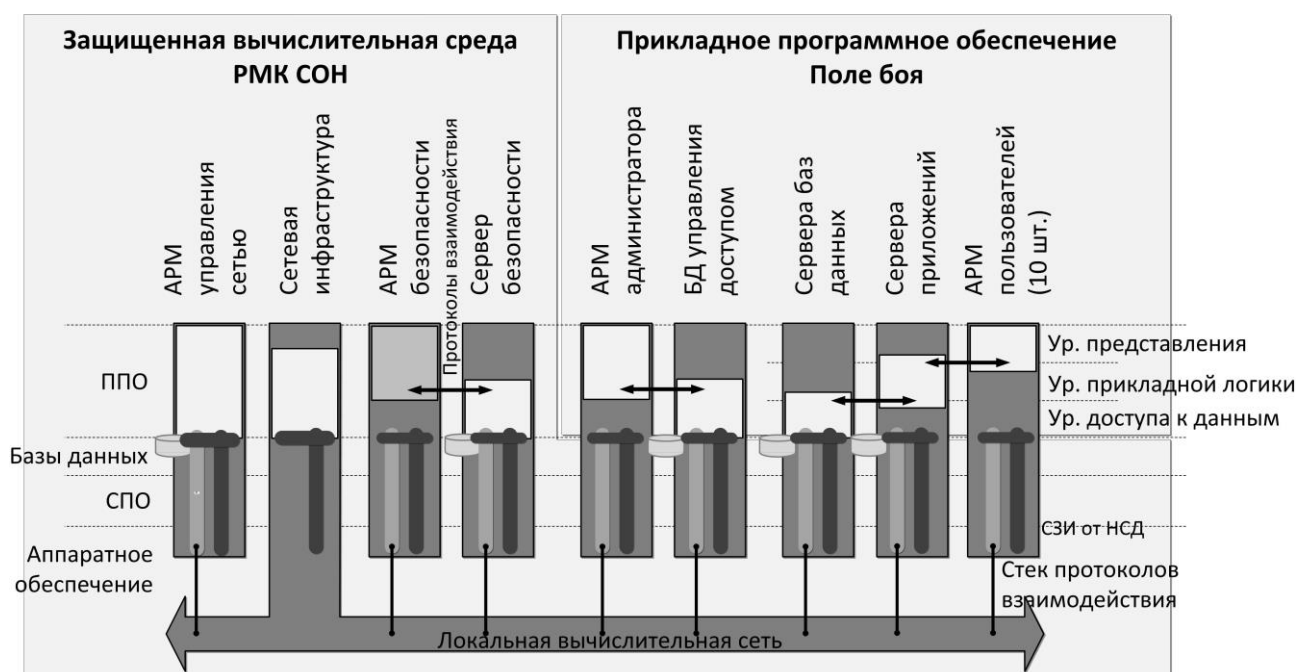 Защищенная вычислительная среда
РМК СОН
Прикладное программное обеспечение
Поле боя
АРМ
управления
сетью
Сетевая
инфраструктура
АРМ
безопасности
Протоколы взаимодействия
Сервер
безопасности
АРМ
администратора
БД управления
доступом
Сервера баз
данных
Сервера
приложений
АРМ
пользователей
(10 шт.)
ППО
Ур. представления
Ур. прикладной логики
Ур. доступа к данным
Базы данных
СПО
СЗИ от НСД
Аппаратное
обеспечение
Стек протоколов
взаимодействия
Локальная вычислительная сеть